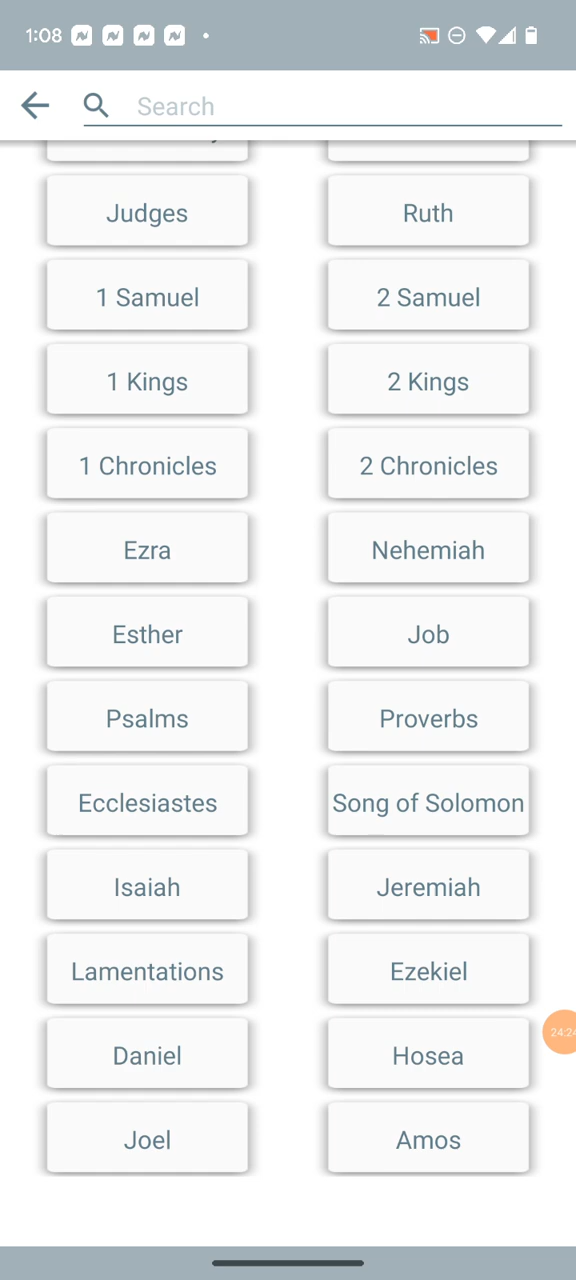 1:08
Search
Judges Ruth
1 Samuel 2 Samuel
1 Kings 2 Kings
1 Chronicles 2 Chronicles
Ezra Nehemiah
Esther Job
Psalms Proverbs
Ecclesiastes Song of Solomon
Isaiah Jeremiah
Lamentations Ezekiel
Daniel Hosea
Joel Amos